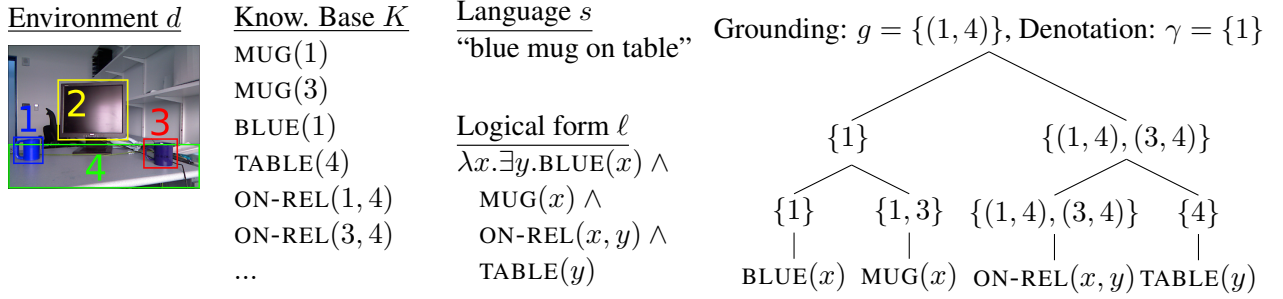 Environment d
1
2
3
4
Know. Base K
MUG(1)
MUG(3)
BLUE(1)
TABLE(4)
ON-REL(1, 4)
ON-REL(3, 4)
...
Language s
“blue mug on table”
Logical form ℓ
λx.∃y.BLUE(x) ∧
MUG(x) ∧
ON-REL(x, y) ∧
TABLE(y)
Grounding: g = {(1, 4)}, Denotation: γ = {1}
{1} {(1, 4), (3, 4)}
{1} {1, 3} {(1, 4), (3, 4)} {4}
BLUE(x) MUG(x) ON-REL(x, y) TABLE(y)